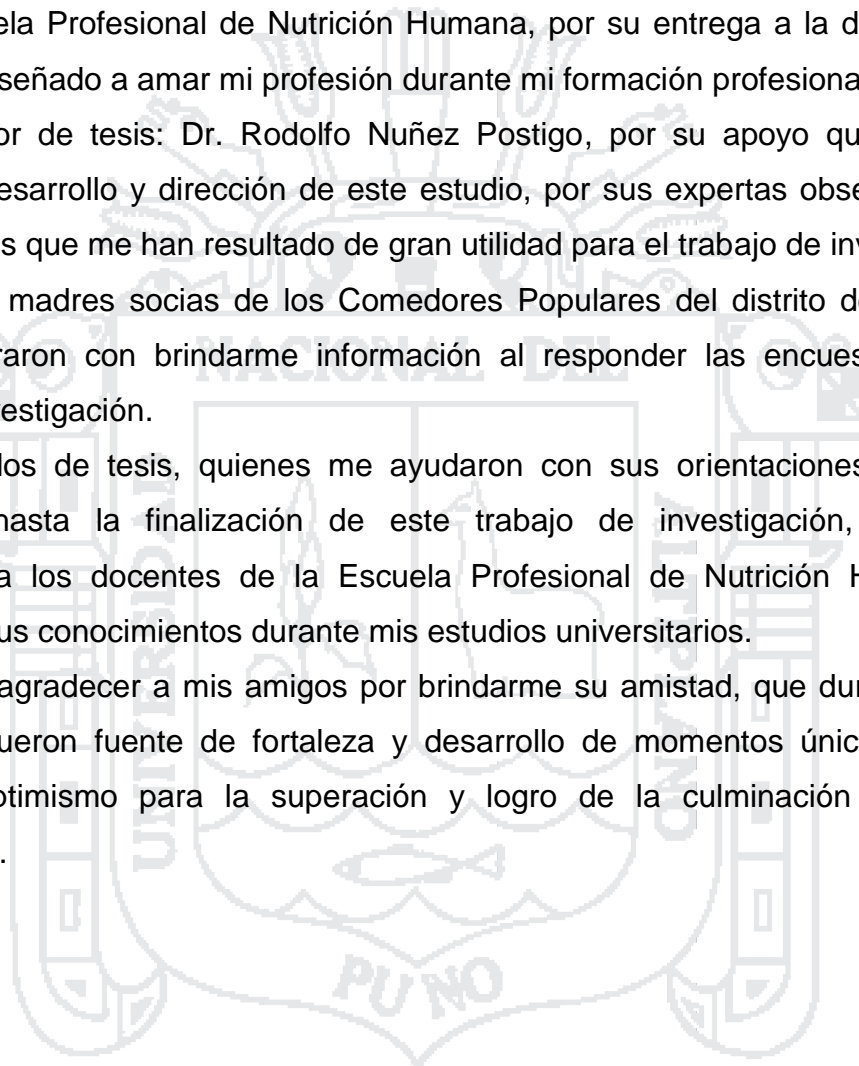 ela Profesional de Nutrición Humana, por su entrega a la d
señado a amar mi profesión durante mi formación profesiona
or de tesis: Dr. Rodolfo Nuñez Postigo, por su apoyo qu
esarrollo y dirección de este estudio, por sus expertas obse
s que me han resultado de gran utilidad para el trabajo de inv
madres socias de los Comedores Populares del distrito d
raron con brindarme información al responder las encues
estigación.
los de tesis, quienes me ayudaron con sus orientaciones
hasta la finalización de este trabajo de investigación,
a los docentes de la Escuela Profesional de Nutrición H
us conocimientos durante mis estudios universitarios.
agradecer a mis amigos por brindarme su amistad, que dur
ueron fuente de fortaleza y desarrollo de momentos únic
otimismo para la superación y logro de la culminación
.
NACIONAL DEL
UNIVERSIDAD
ALTIPLANO
PUNO